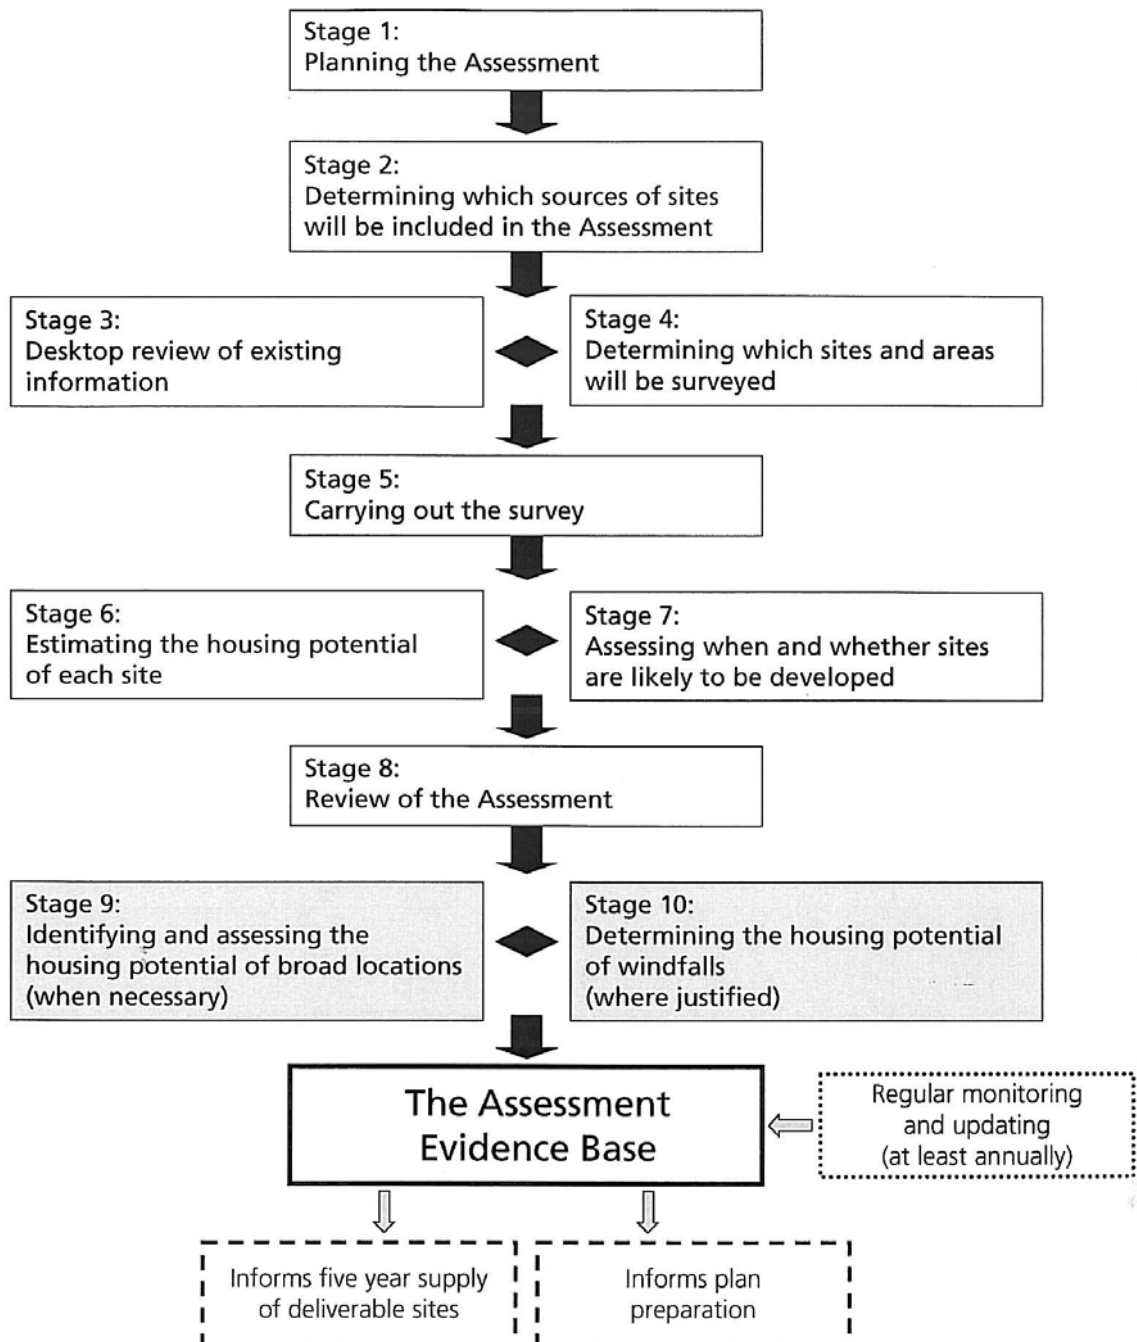 Stage 1:
Planning the Assessment
Stage 2:
Determining which sources of sites
will be included in the Assessment
Stage 3:
Desktop review of existing
information
Stage 4:
Determining which sites and areas
will be surveyed
Stage 5:
Carrying out the survey
Stage 6:
Estimating the housing potential
of each site
Stage 7:
Assessing when and whether sites
are likely to be developed
Stage 8:
Review of the Assessment
Stage 9:
Identifying and assessing the
housing potential of broad locations
(when necessary)
Stage 10:
Determining the housing potential
of windfalls
(where justified)
The Assessment
Evidence Base
Regular monitoring
and updating
(at least annually)
Informs five year supply
of deliverable sites
Informs plan
preparation